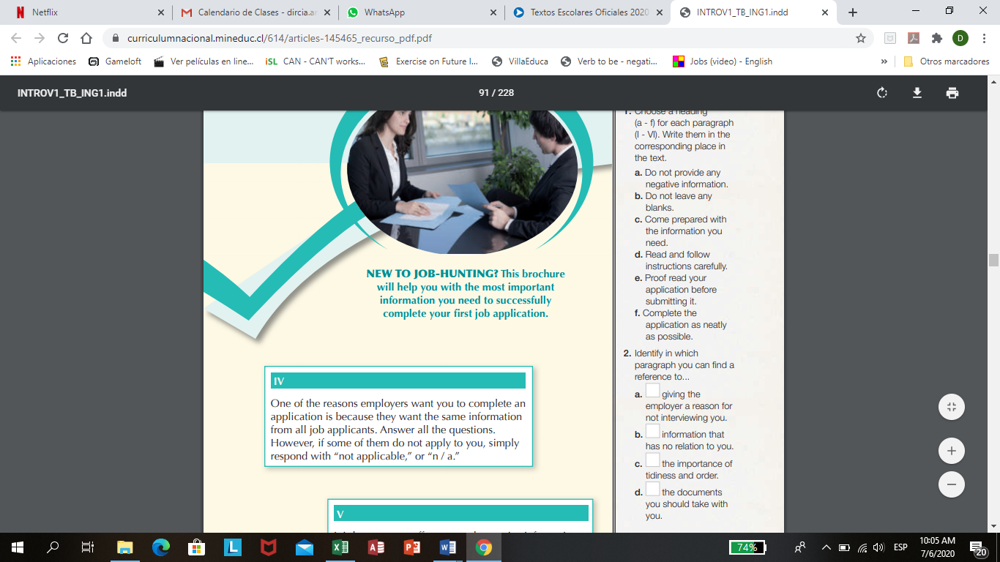 Netflix
Calendario de Clases - dircia.ar
WhatsApp
Textos Escolares Oficiales 2020
INTROV1_TB_ING1.indd
curriculumnacional.mineduc.cl/614/articles-145465_recurso_pdf.pdf
D
Aplicaciones
Gameloft
Ver películas en line...
iSL CAN - CAN'T works...
Exercise on Future I...
VillaEduca
Verb to be - negati...
Jobs (video) - English
»
Otros marcadores
INTROV1_TB_ING1.indd
91 / 228
NEW TO JOB-HUNTING? This brochure
will help you with the most important
information you need to successfully
complete your first job application.
IV
One of the reasons employers want you to complete an
application is because they want the same information
from all job applicants. Answer all the questions.
However, if some of them do not apply to you, simply
respond with “not applicable,” or “n / a.”
V
1. Choose a heading
(a - f) for each paragraph
(I - VI). Write them in the
corresponding place in
the text.
a. Do not provide any
negative information.
b. Do not leave any
blanks.
c. Come prepared with
the information you
need.
d. Read and follow
instructions carefully.
e. Proof read your
application before
submitting it.
f. Complete the
application as neatly
as possible.
2. Identify in which
paragraph you can find a
reference to...
a. giving the
employer a reason for
not interviewing you.
b. information that
has no relation to you.
c. the importance of
tidiness and order.
d. the documents
you should take with
you.
74%
ESP
10:05 AM
7/6/2020
20